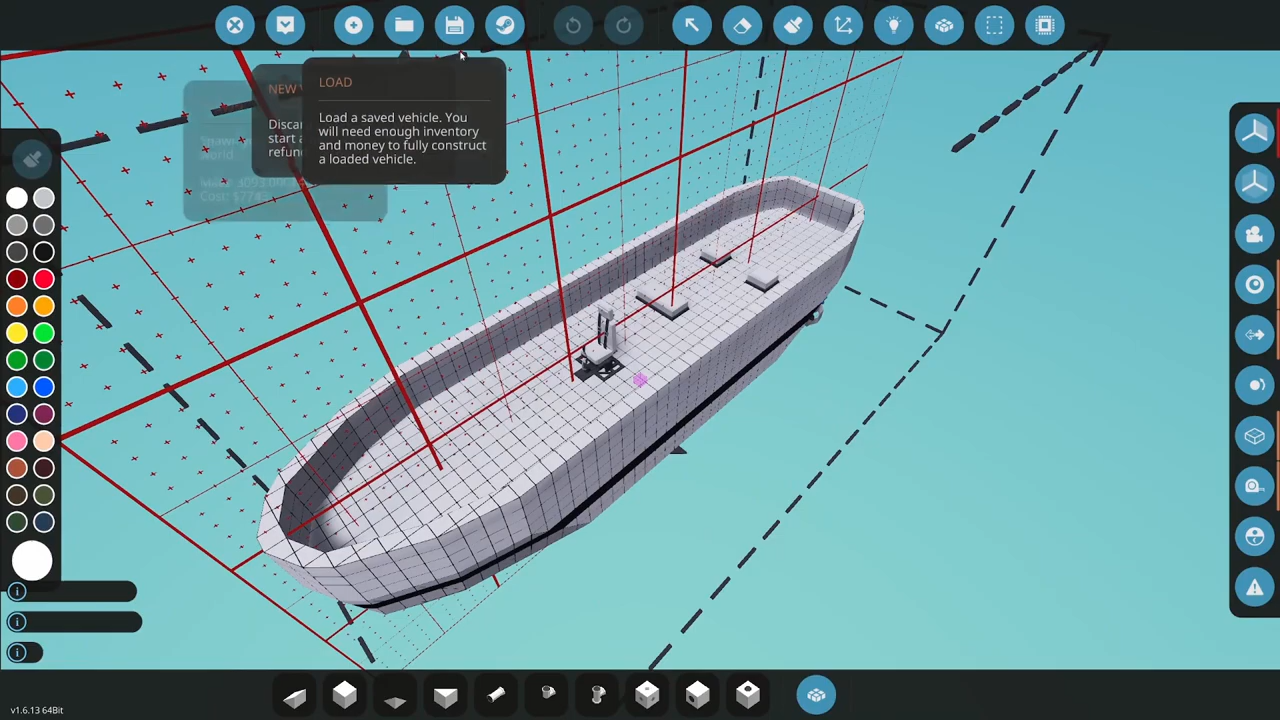 NEW
LOAD
Discar
start a
refun
Load a saved vehicle. You
will need enough inventory
and money to fully construct
a loaded vehicle.
world
v1.6.13 64Bit